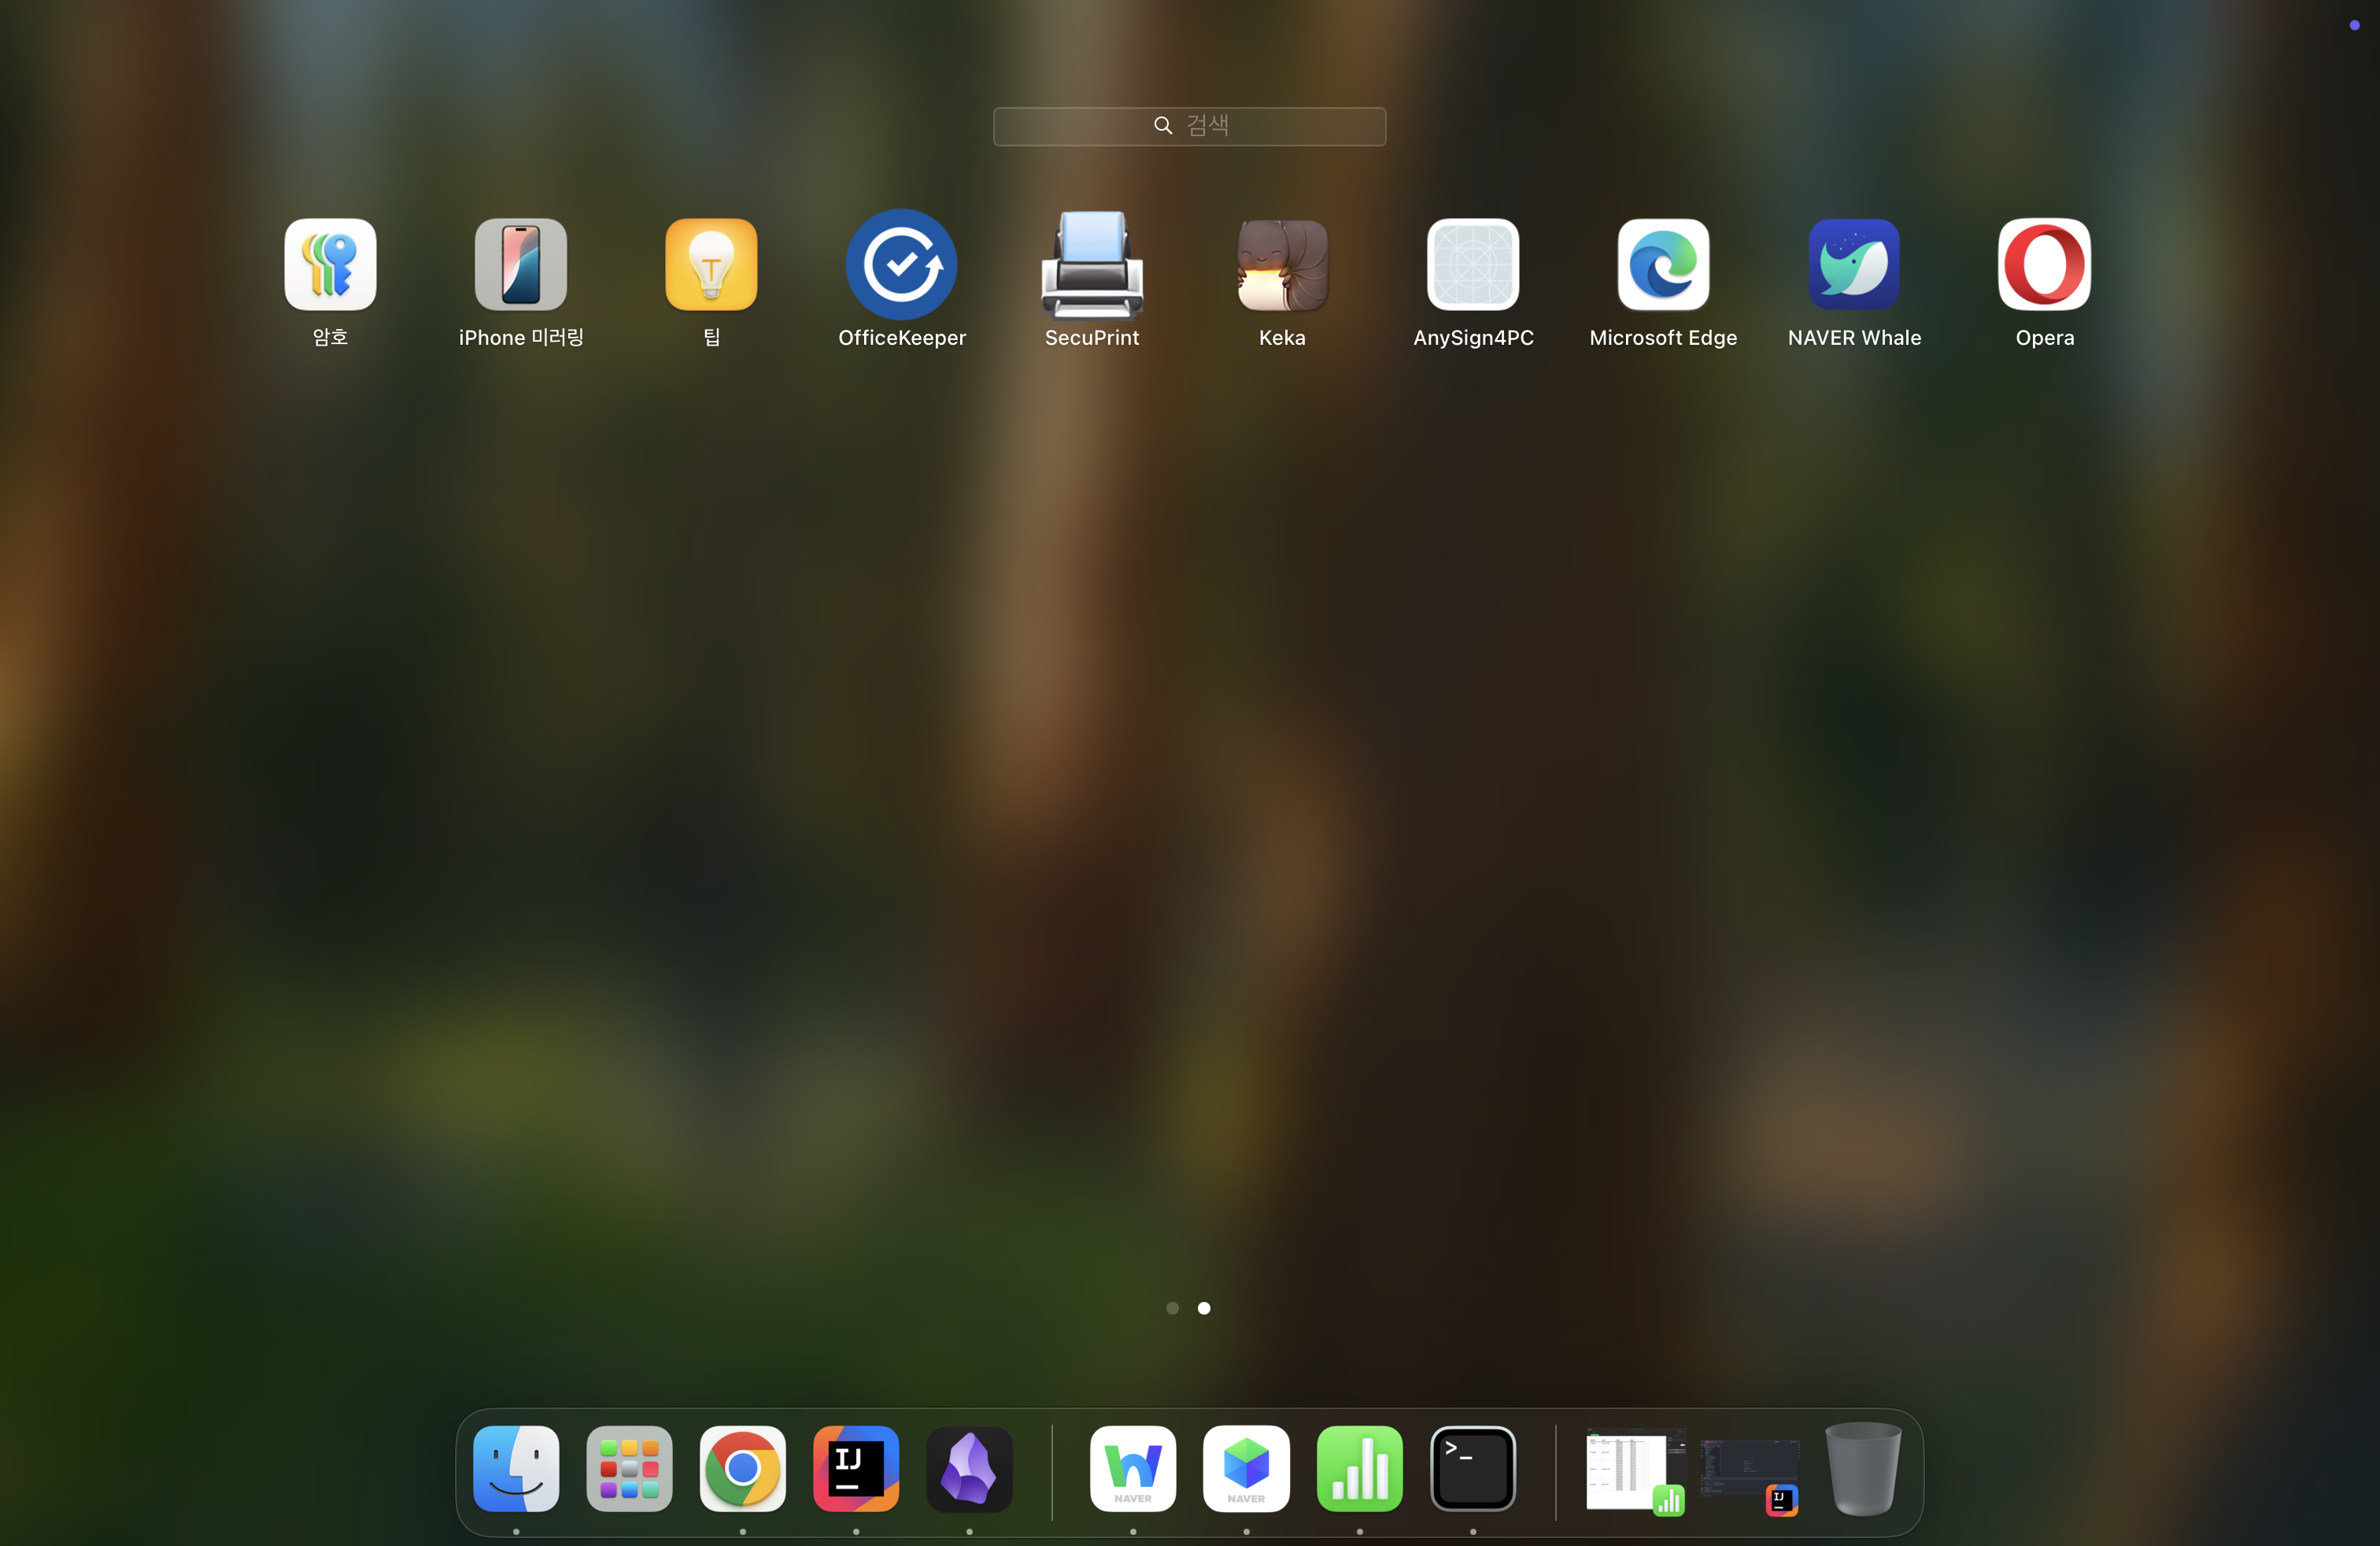 검색
암호
iPhone 미러링
팁
OfficeKeeper
SecuPrint
Keka
AnySign4PC
Microsoft Edge
NAVER Whale
Opera
IJ
NAVER
NAVER
>_
IJ